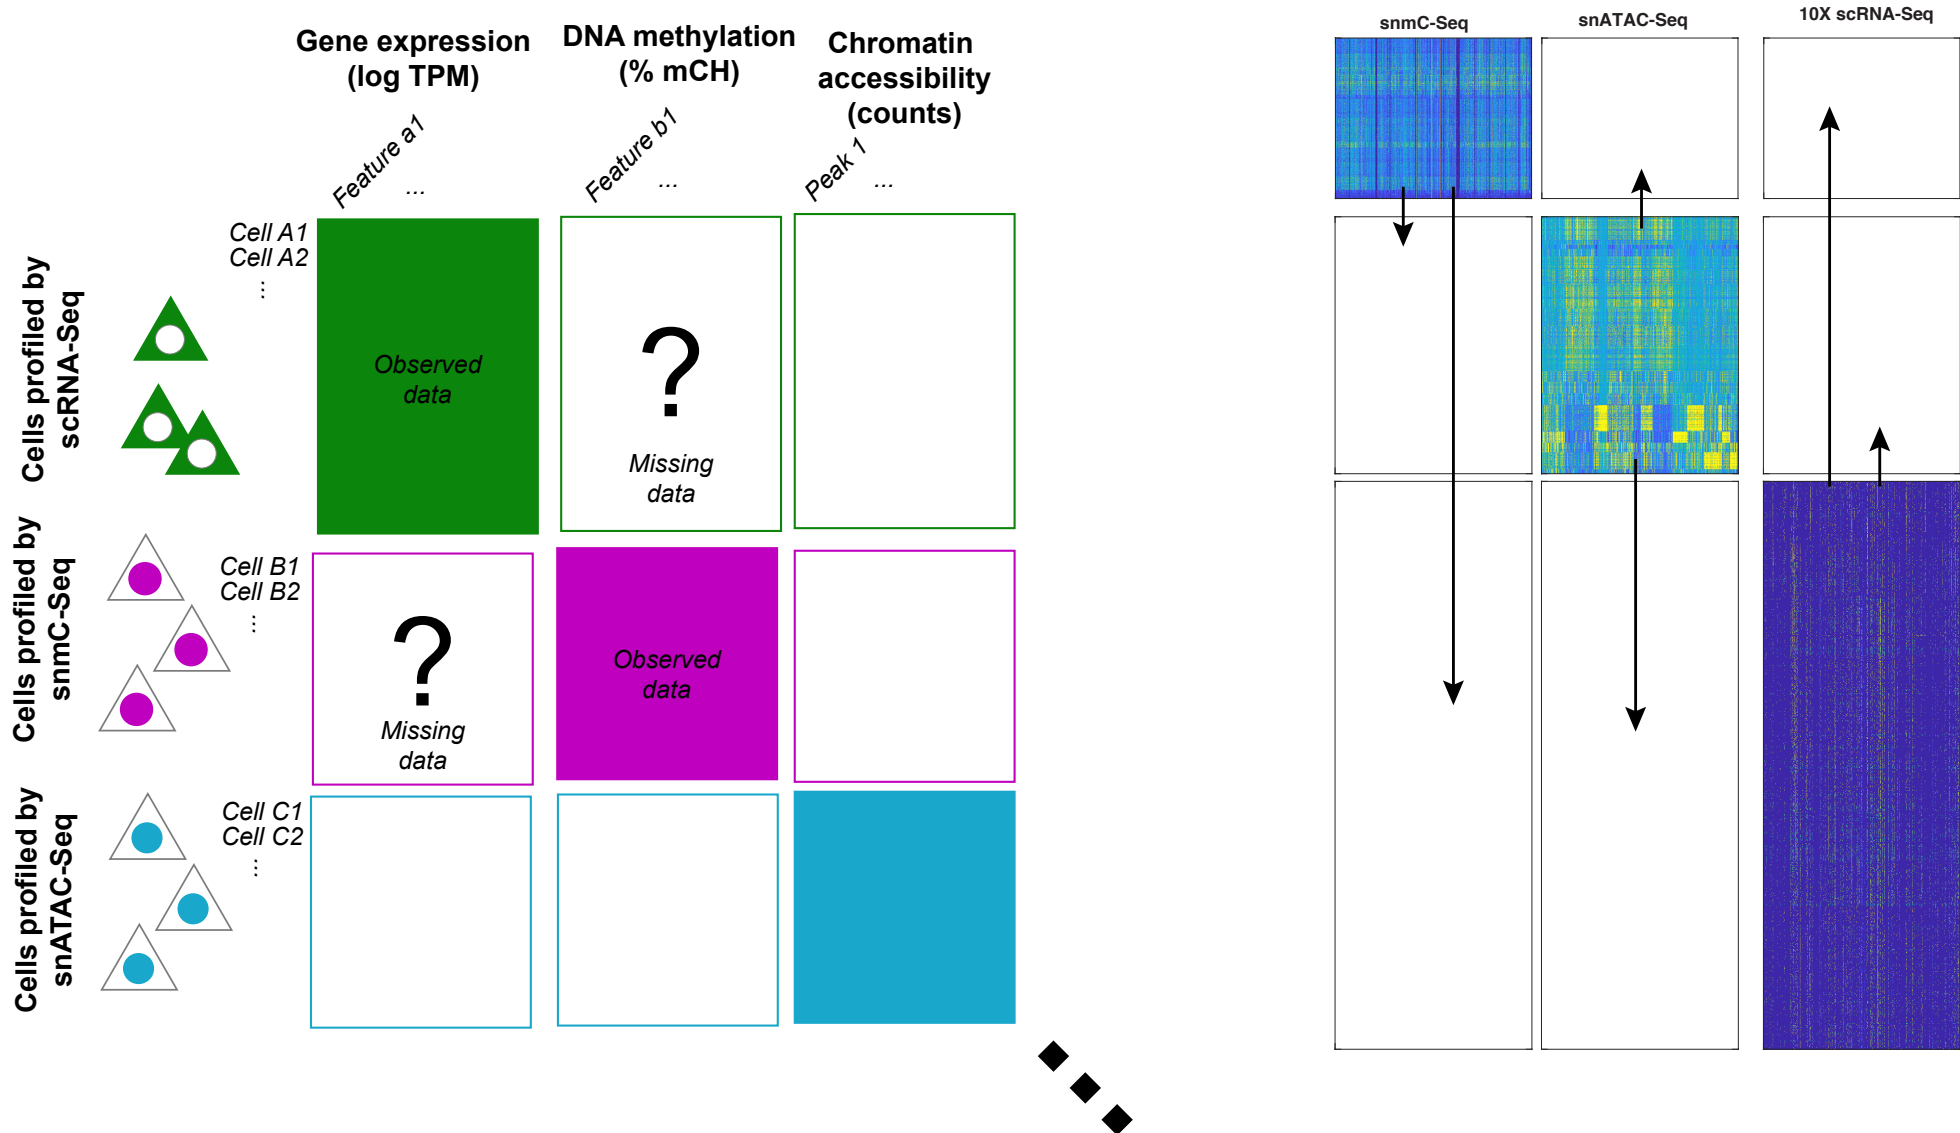 Gene expression
(log TPM)
DNA methylation
(% mCH)
Chromatin
accessibility
(counts)
Feature a1
...
Feature b1
...
Peak 1
...
Cells profiled by
scRNA-Seq
Cell A1
Cell A2
...
Observed
data
?
Missing
data
Cells profiled by
snmC-Seq
Cell B1
Cell B2
...
?
Missing
data
Observed
data
Cells profiled by
snATAC-Seq
Cell C1
Cell C2
...
snmC-Seq
snATAC-Seq
10X scRNA-Seq